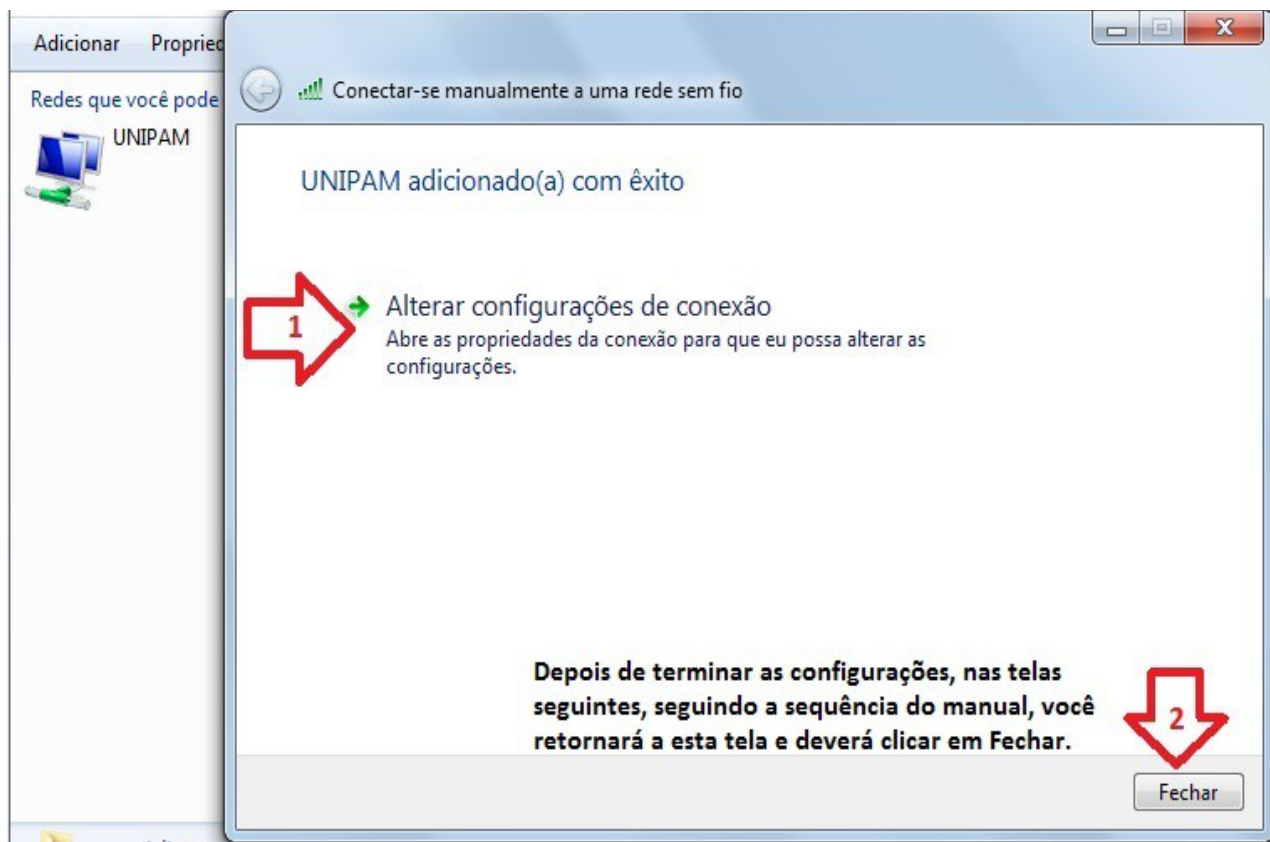 Adicionar Propried
Conectar-se manualmente a uma rede sem fio
Redes que você pode
UNIPAM
UNIPAM adicionado(a) com êxito
1
Alterar configurações de conexão
Abre as propriedades da conexão para que eu possa alterar as
configurações.
Depois de terminar as configurações, nas telas
seguintes, seguindo a sequência do manual, você
retornará a esta tela e deverá clicar em Fechar.
2
Fechar